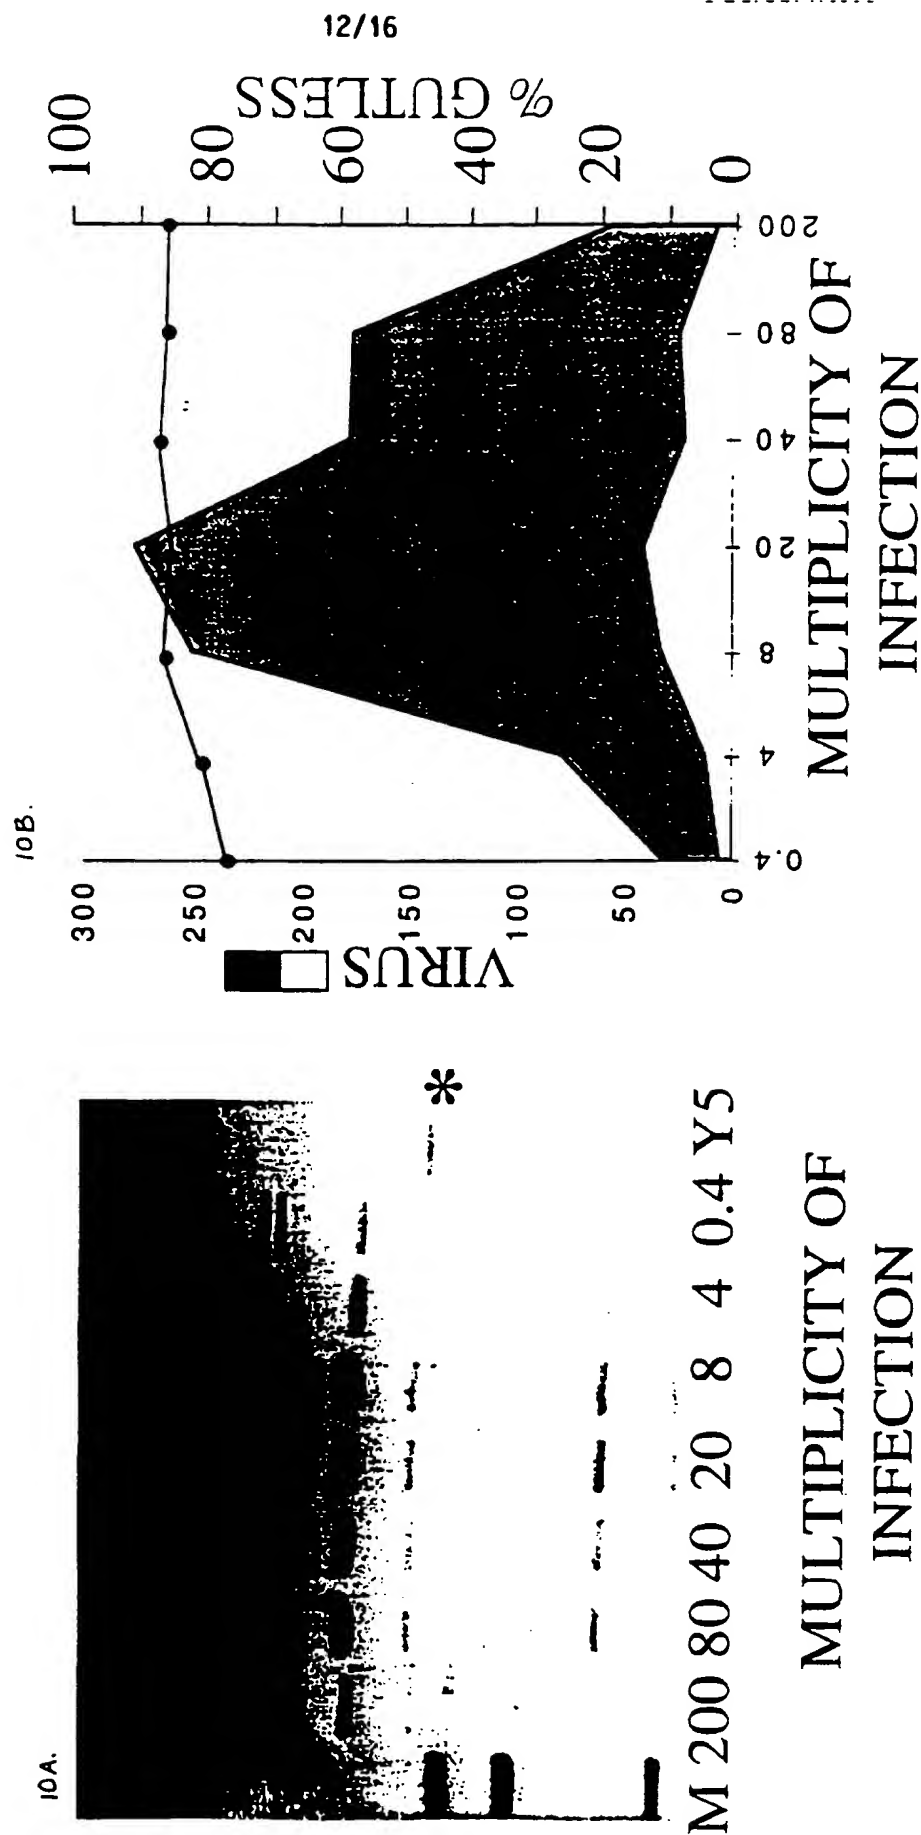 12/16
10A.
*
M 200 80 40 20 8 4 0.4 Y5
MULTIPLICITY OF
INFECTION
10B.
VIRUS
300
250
200
150
100
50
0
% GUTLESS
100
80
60
40
20
0
0.4 4 8 20 40 80 200
MULTIPLICITY OF
INFECTION